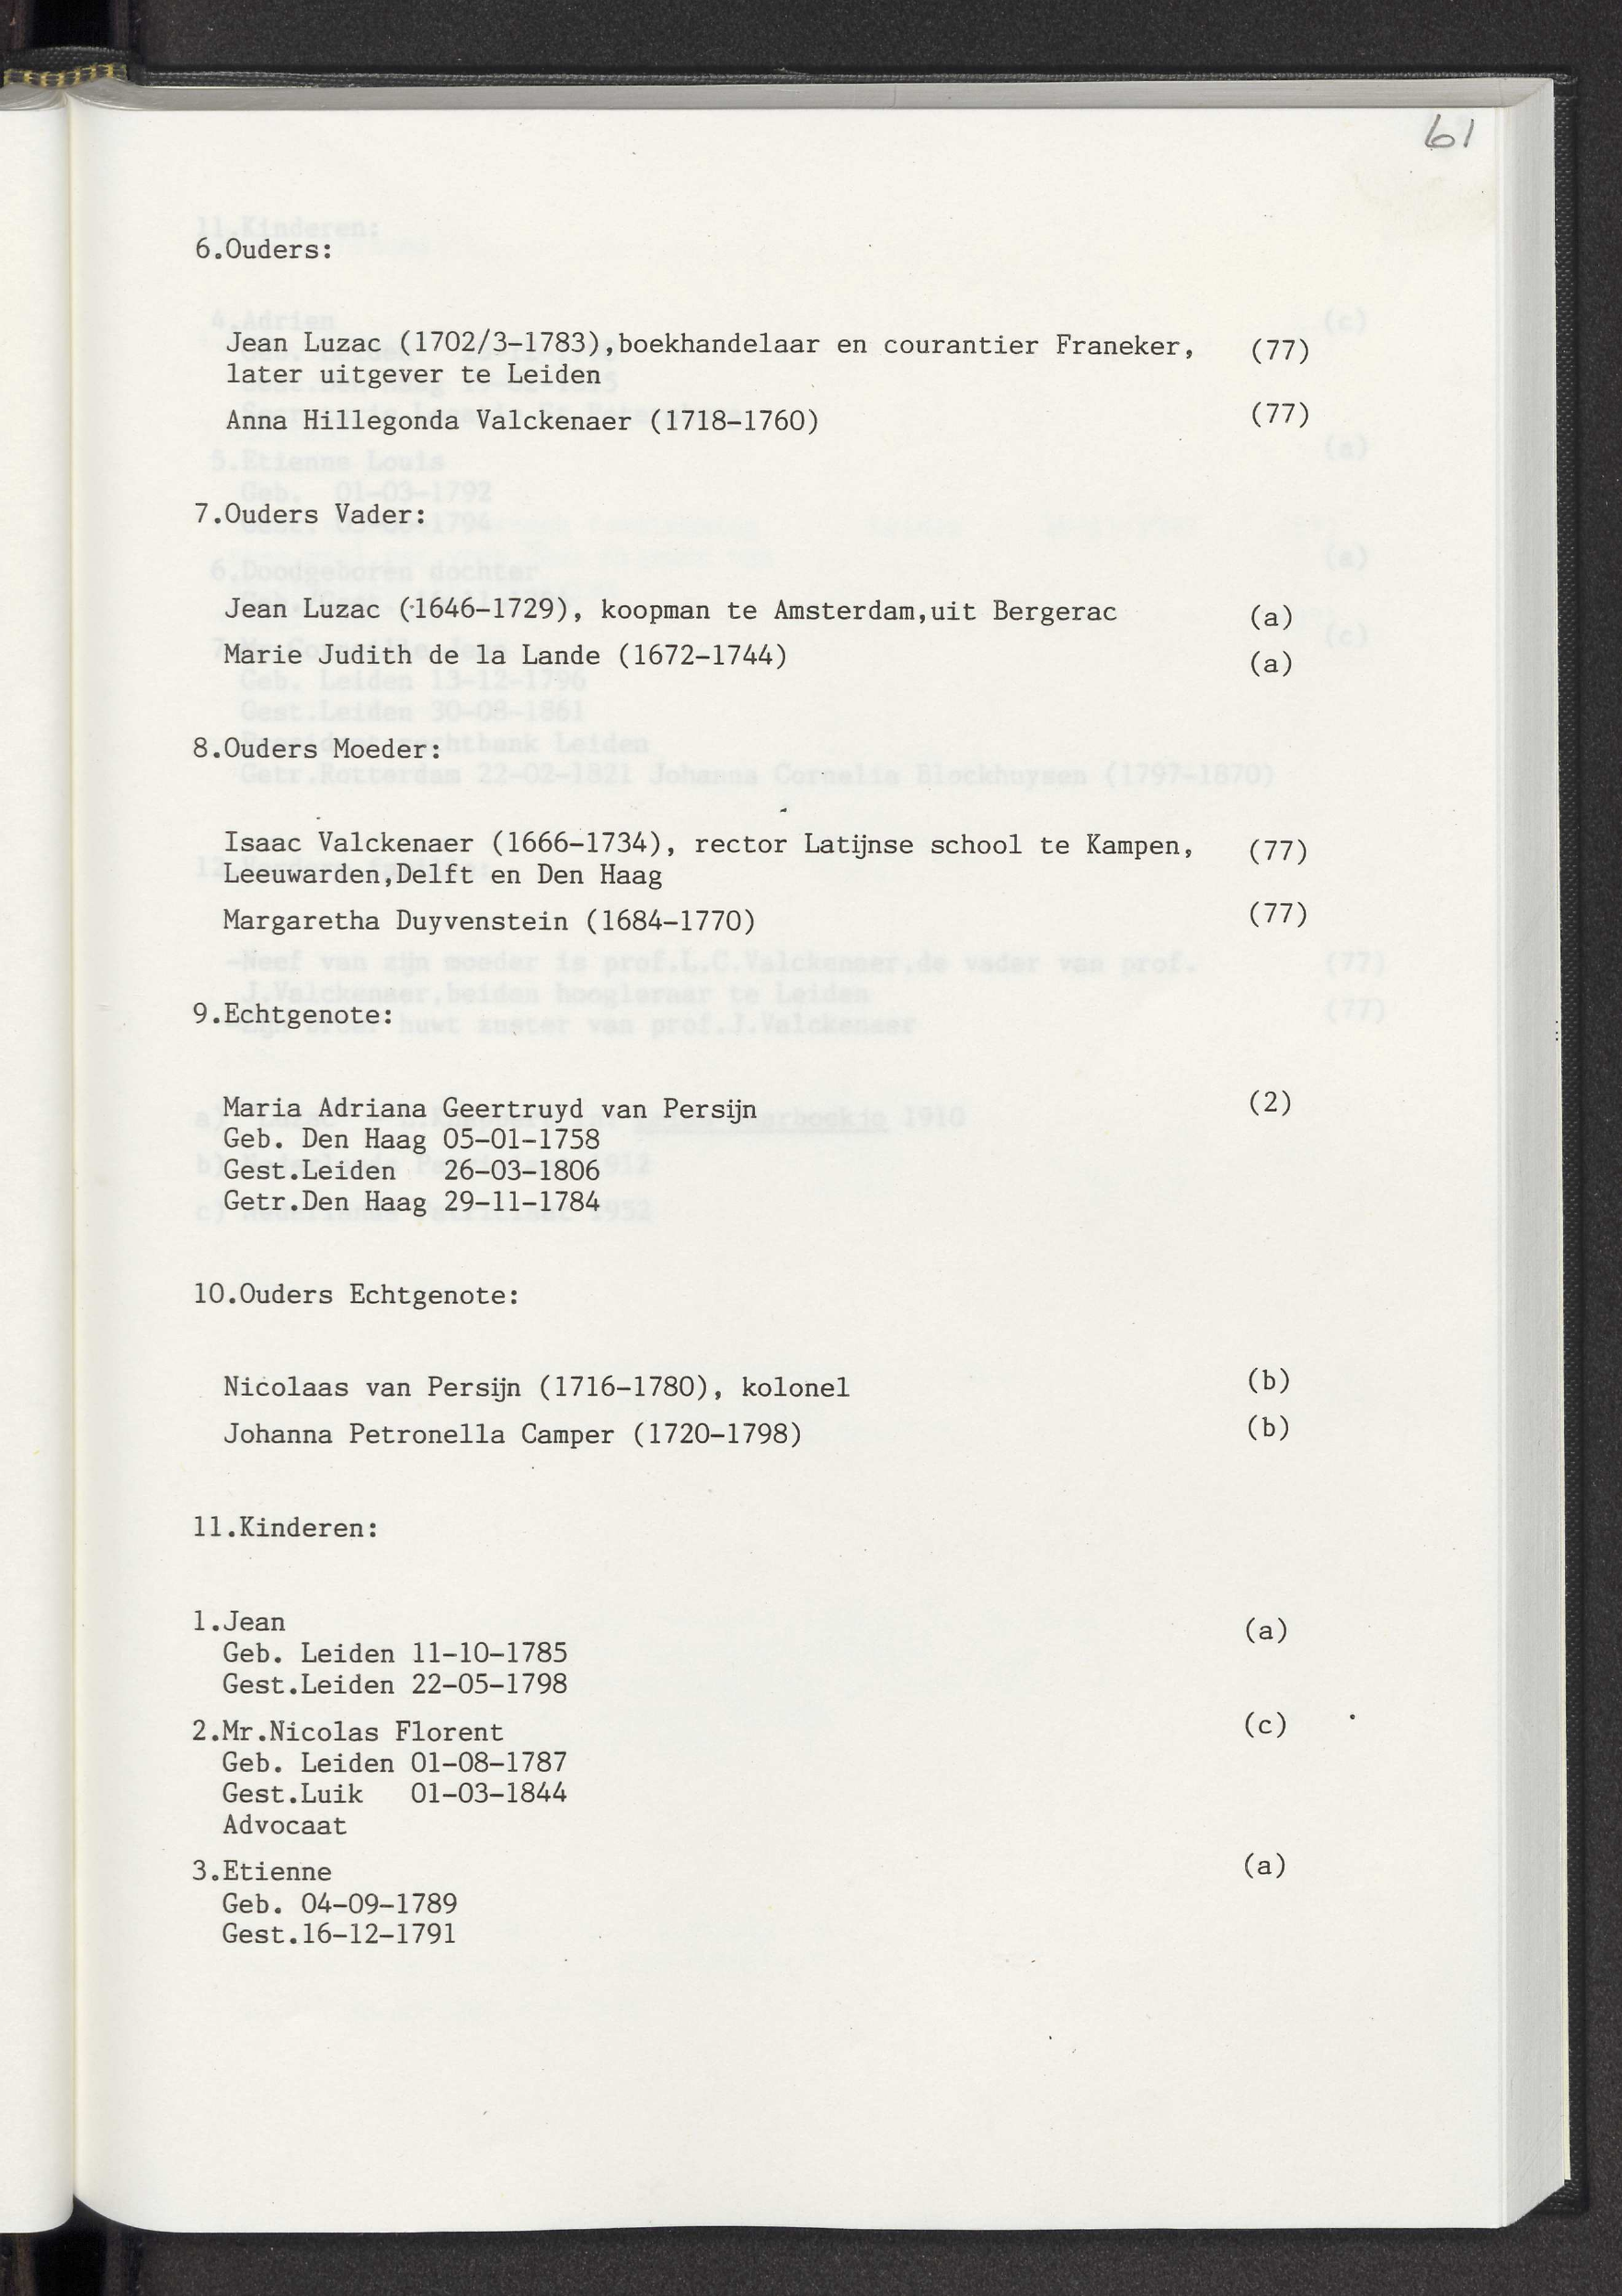 61
6.Ouders:
Jean Luzac (1702/3-1783),boekhandelaar en courantier Franeker, (77)
later uitgever te Leiden
Anna Hillegonda Valckenaer (1718-1760) (77)
7.Ouders Vader:
Jean Luzac (1646-1729), koopman te Amsterdam,uit Bergerac (a)
Marie Judith de la Lande (1672-1744) (a)
8.Ouders Moeder:
Isaac Valckenaer (1666-1734), rector Latijnse school te Kampen, (77)
Leeuwarden,Delft en Den Haag
Margaretha Duyvenstein (1684-1770) (77)
9.Echtgenote:
Maria Adriana Geertruyd van Persijn (2)
Geb. Den Haag 05-01-1758
Gest.Leiden 26-03-1806
Getr.Den Haag 29-11-1784
10.Ouders Echtgenote:
Nicolaas van Persijn (1716-1780), kolonel (b)
Johanna Petronella Camper (1720-1798) (b)
11.Kinderen:
1.Jean (a)
Geb. Leiden 11-10-1785
Gest.Leiden 22-05-1798
2.Mr.Nicolas Florent (c)
Geb. Leiden 01-08-1787
Gest.Luik 01-03-1844
Advocaat
3.Etienne (a)
Geb. 04-09-1789
Gest.16-12-1791